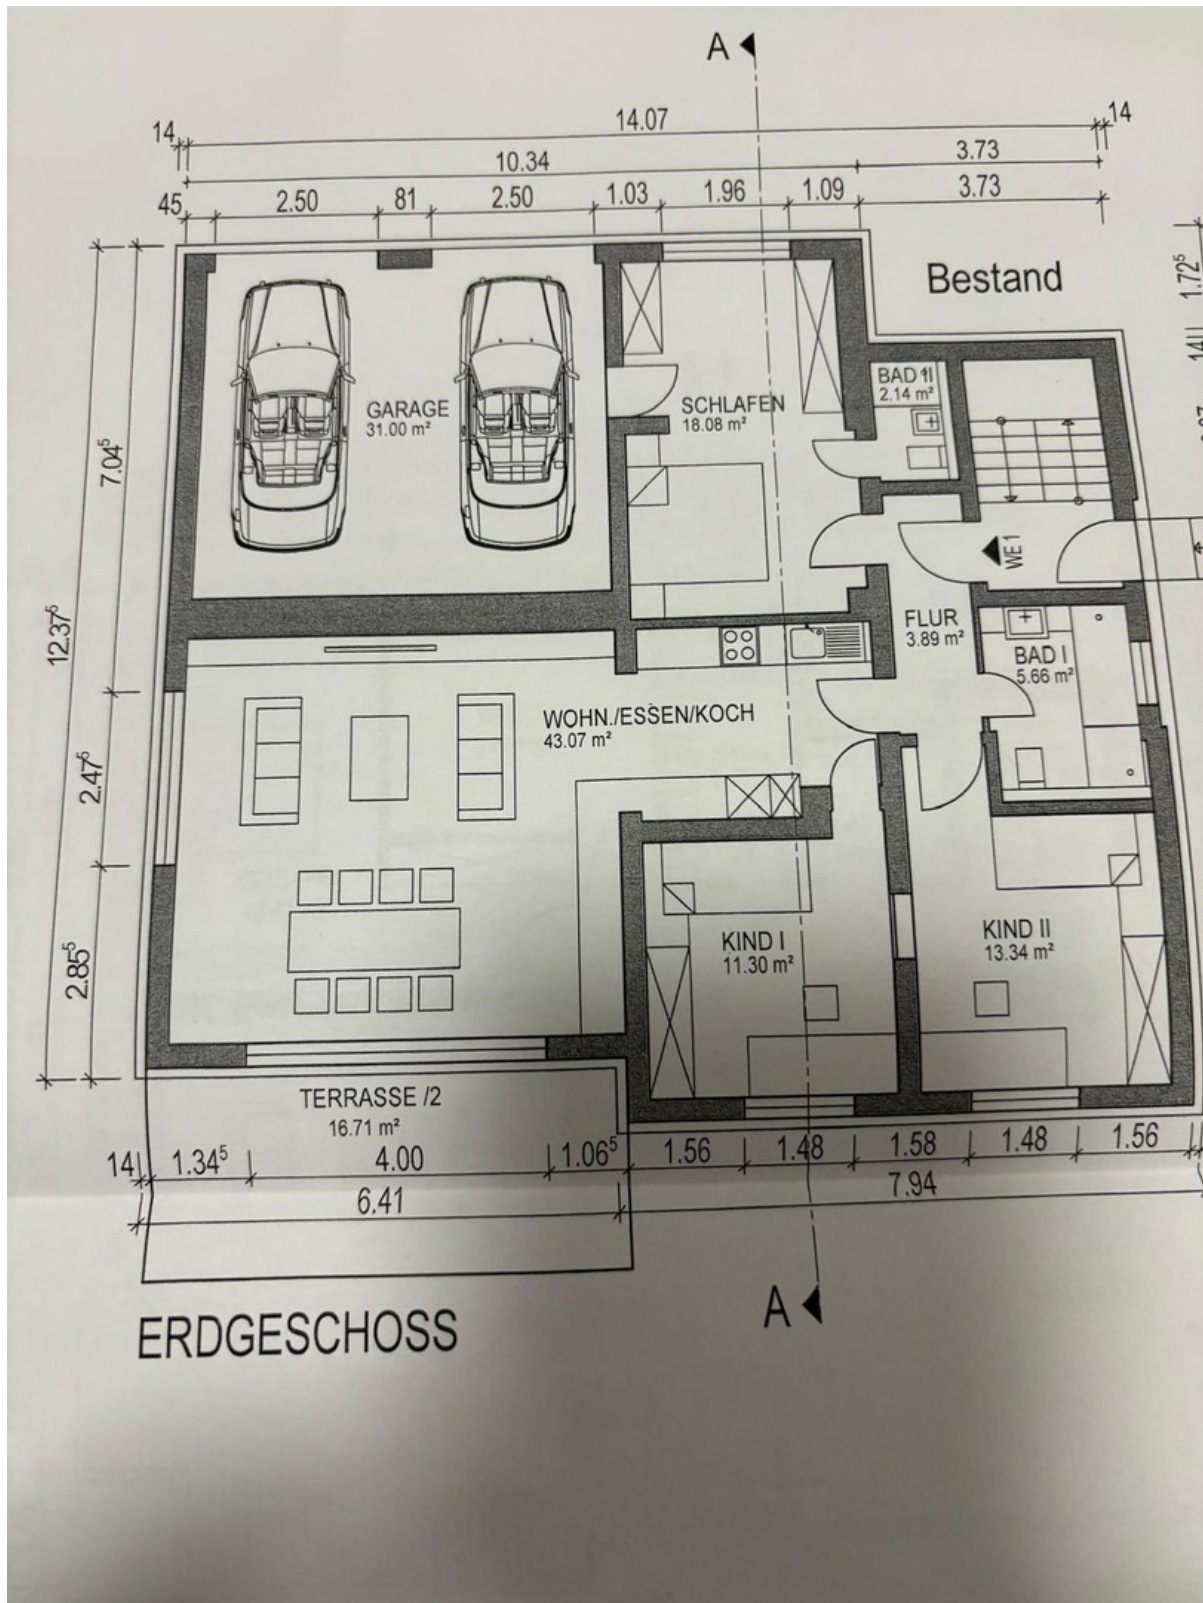 A
14
14.07
14
10.34
3.73
45
2.50
81
2.50
1.03
1.96
1.09
3.73
Bestand
1.72⁵
14
BAD II
2.14 m²
GARAGE
31.00 m²
SCHLAFEN
18.08 m²
7.04⁵
WE 1
12.37⁵
FLUR
3.89 m²
BAD I
5.66 m²
WOHN./ESSEN/KOCH
43.07 m²
2.47⁵
KIND I
11.30 m²
KIND II
13.34 m²
2.85⁵
TERRASSE /2
16.71 m²
14
1.34⁵
4.00
1.06⁵
1.56
1.48
1.58
1.48
1.56
6.41
7.94
A
ERDGESCHOSS